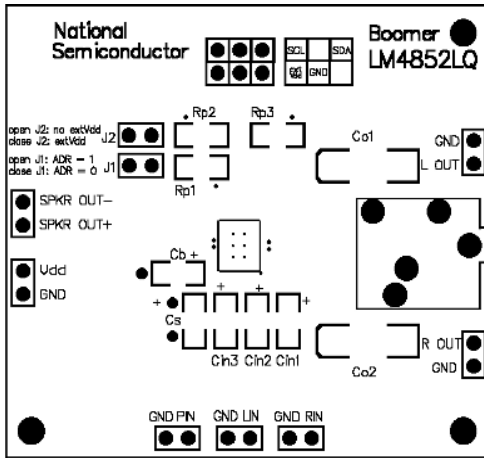 National
Semiconductor
Boomer
LM4852LQ
SCL SDA
GND
Rp2 Rp3
open J2: no extVdd
close J2: extVdd
J2
open J1: ADR = 1
close J1: ADR = 0
J1
Rp1
Co1
GND
L OUT
SPKR OUT-
SPKR OUT+
Vdd
GND
Cb +
+ + + +
Cs
Cin3 Cin2 Cin1
Co2
R OUT
GND
GND PIN GND LIN GND RIN